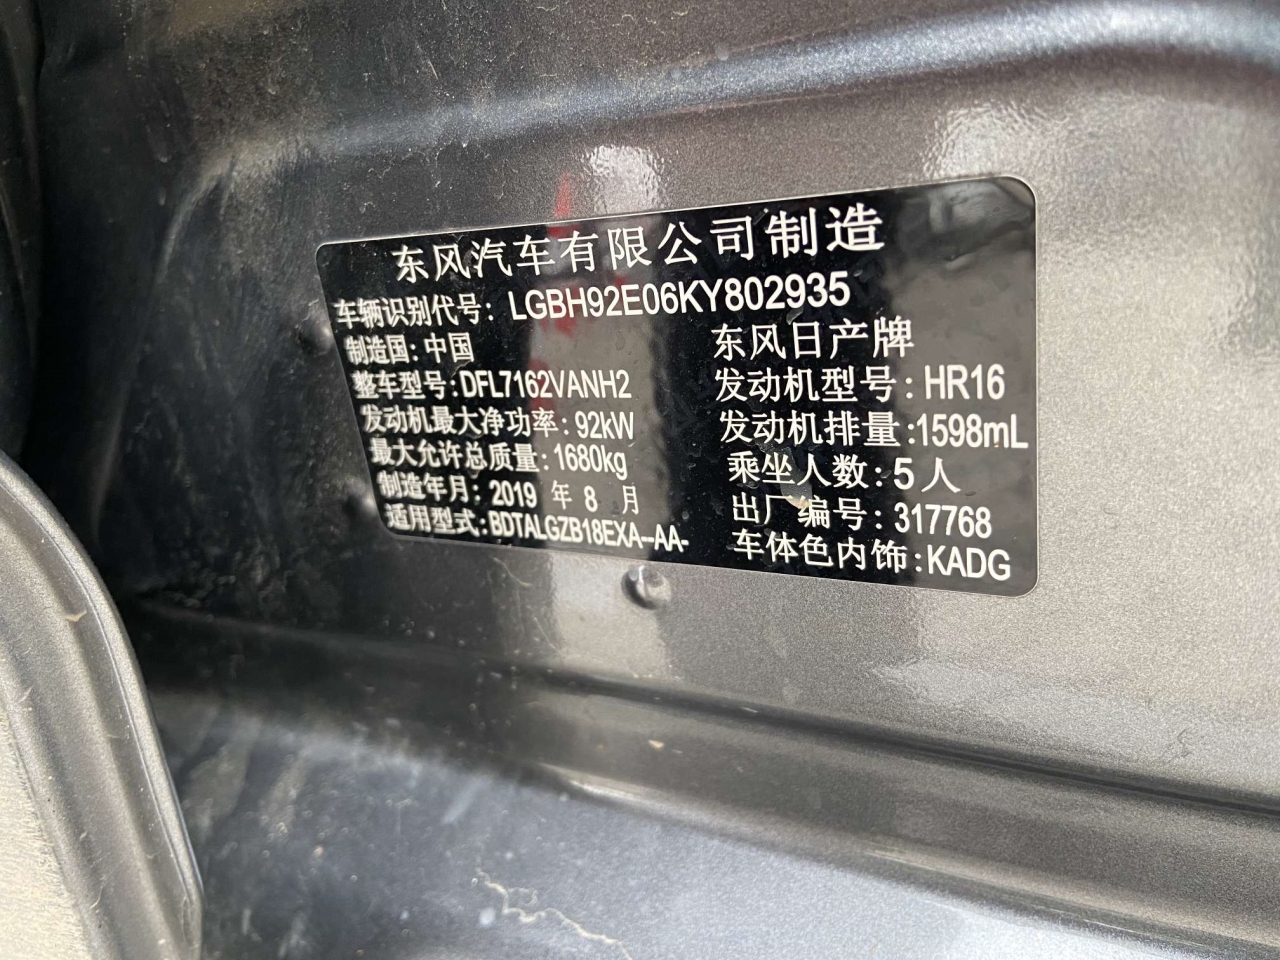 东风汽车有限公司制造
车辆识别代号：LGBH92E06KY802935
制造国：中国
东风日产牌
整车型号：DFL7162VANH2
发动机型号：HR16
发动机最大净功率：92kW
发动机排量：1598mL
最大允许总质量：1680kg
乘坐人数：5人
制造年月：2019 年 8 月
出厂编号：317768
适用型式：BDTALGZB18EXA--AA-
车体色内饰：KADG